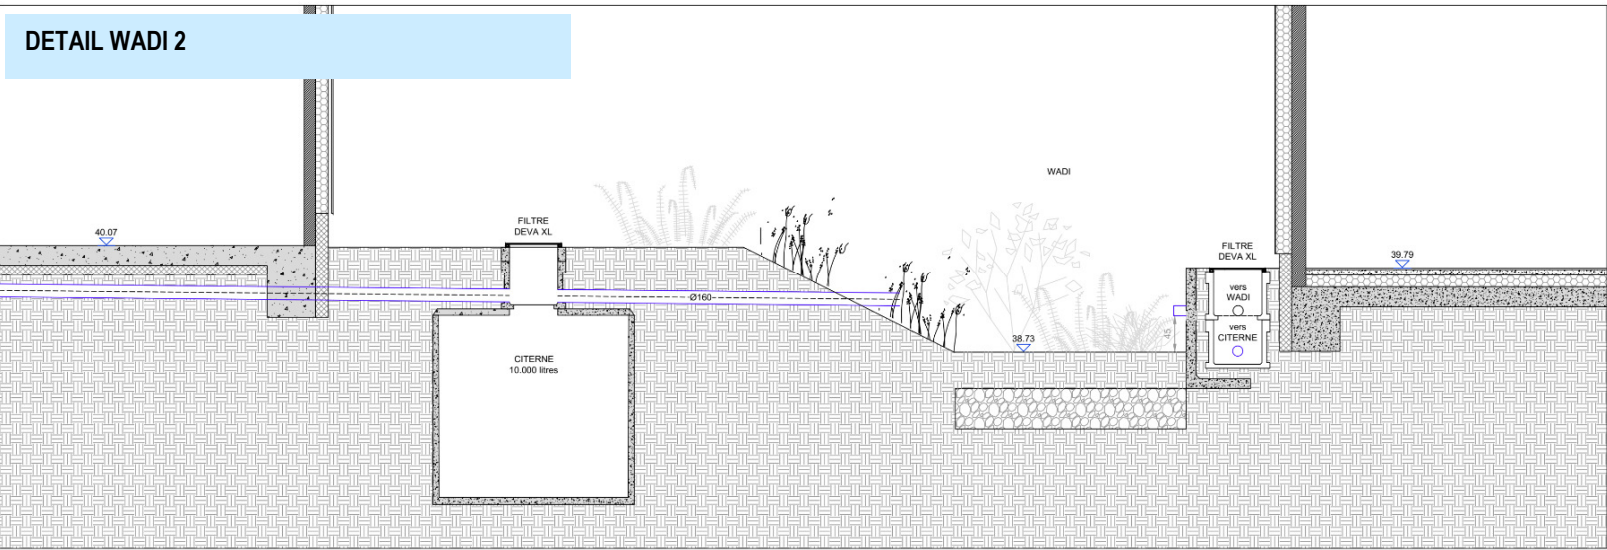 DETAIL WADI 2
WADI
40.07
FILTRE
DEVA XL
FILTRE
DEVA XL
39.79
vers
WADI
Ø160
vers
CITERNE
45
38.73
CITERNE
10.000 litres